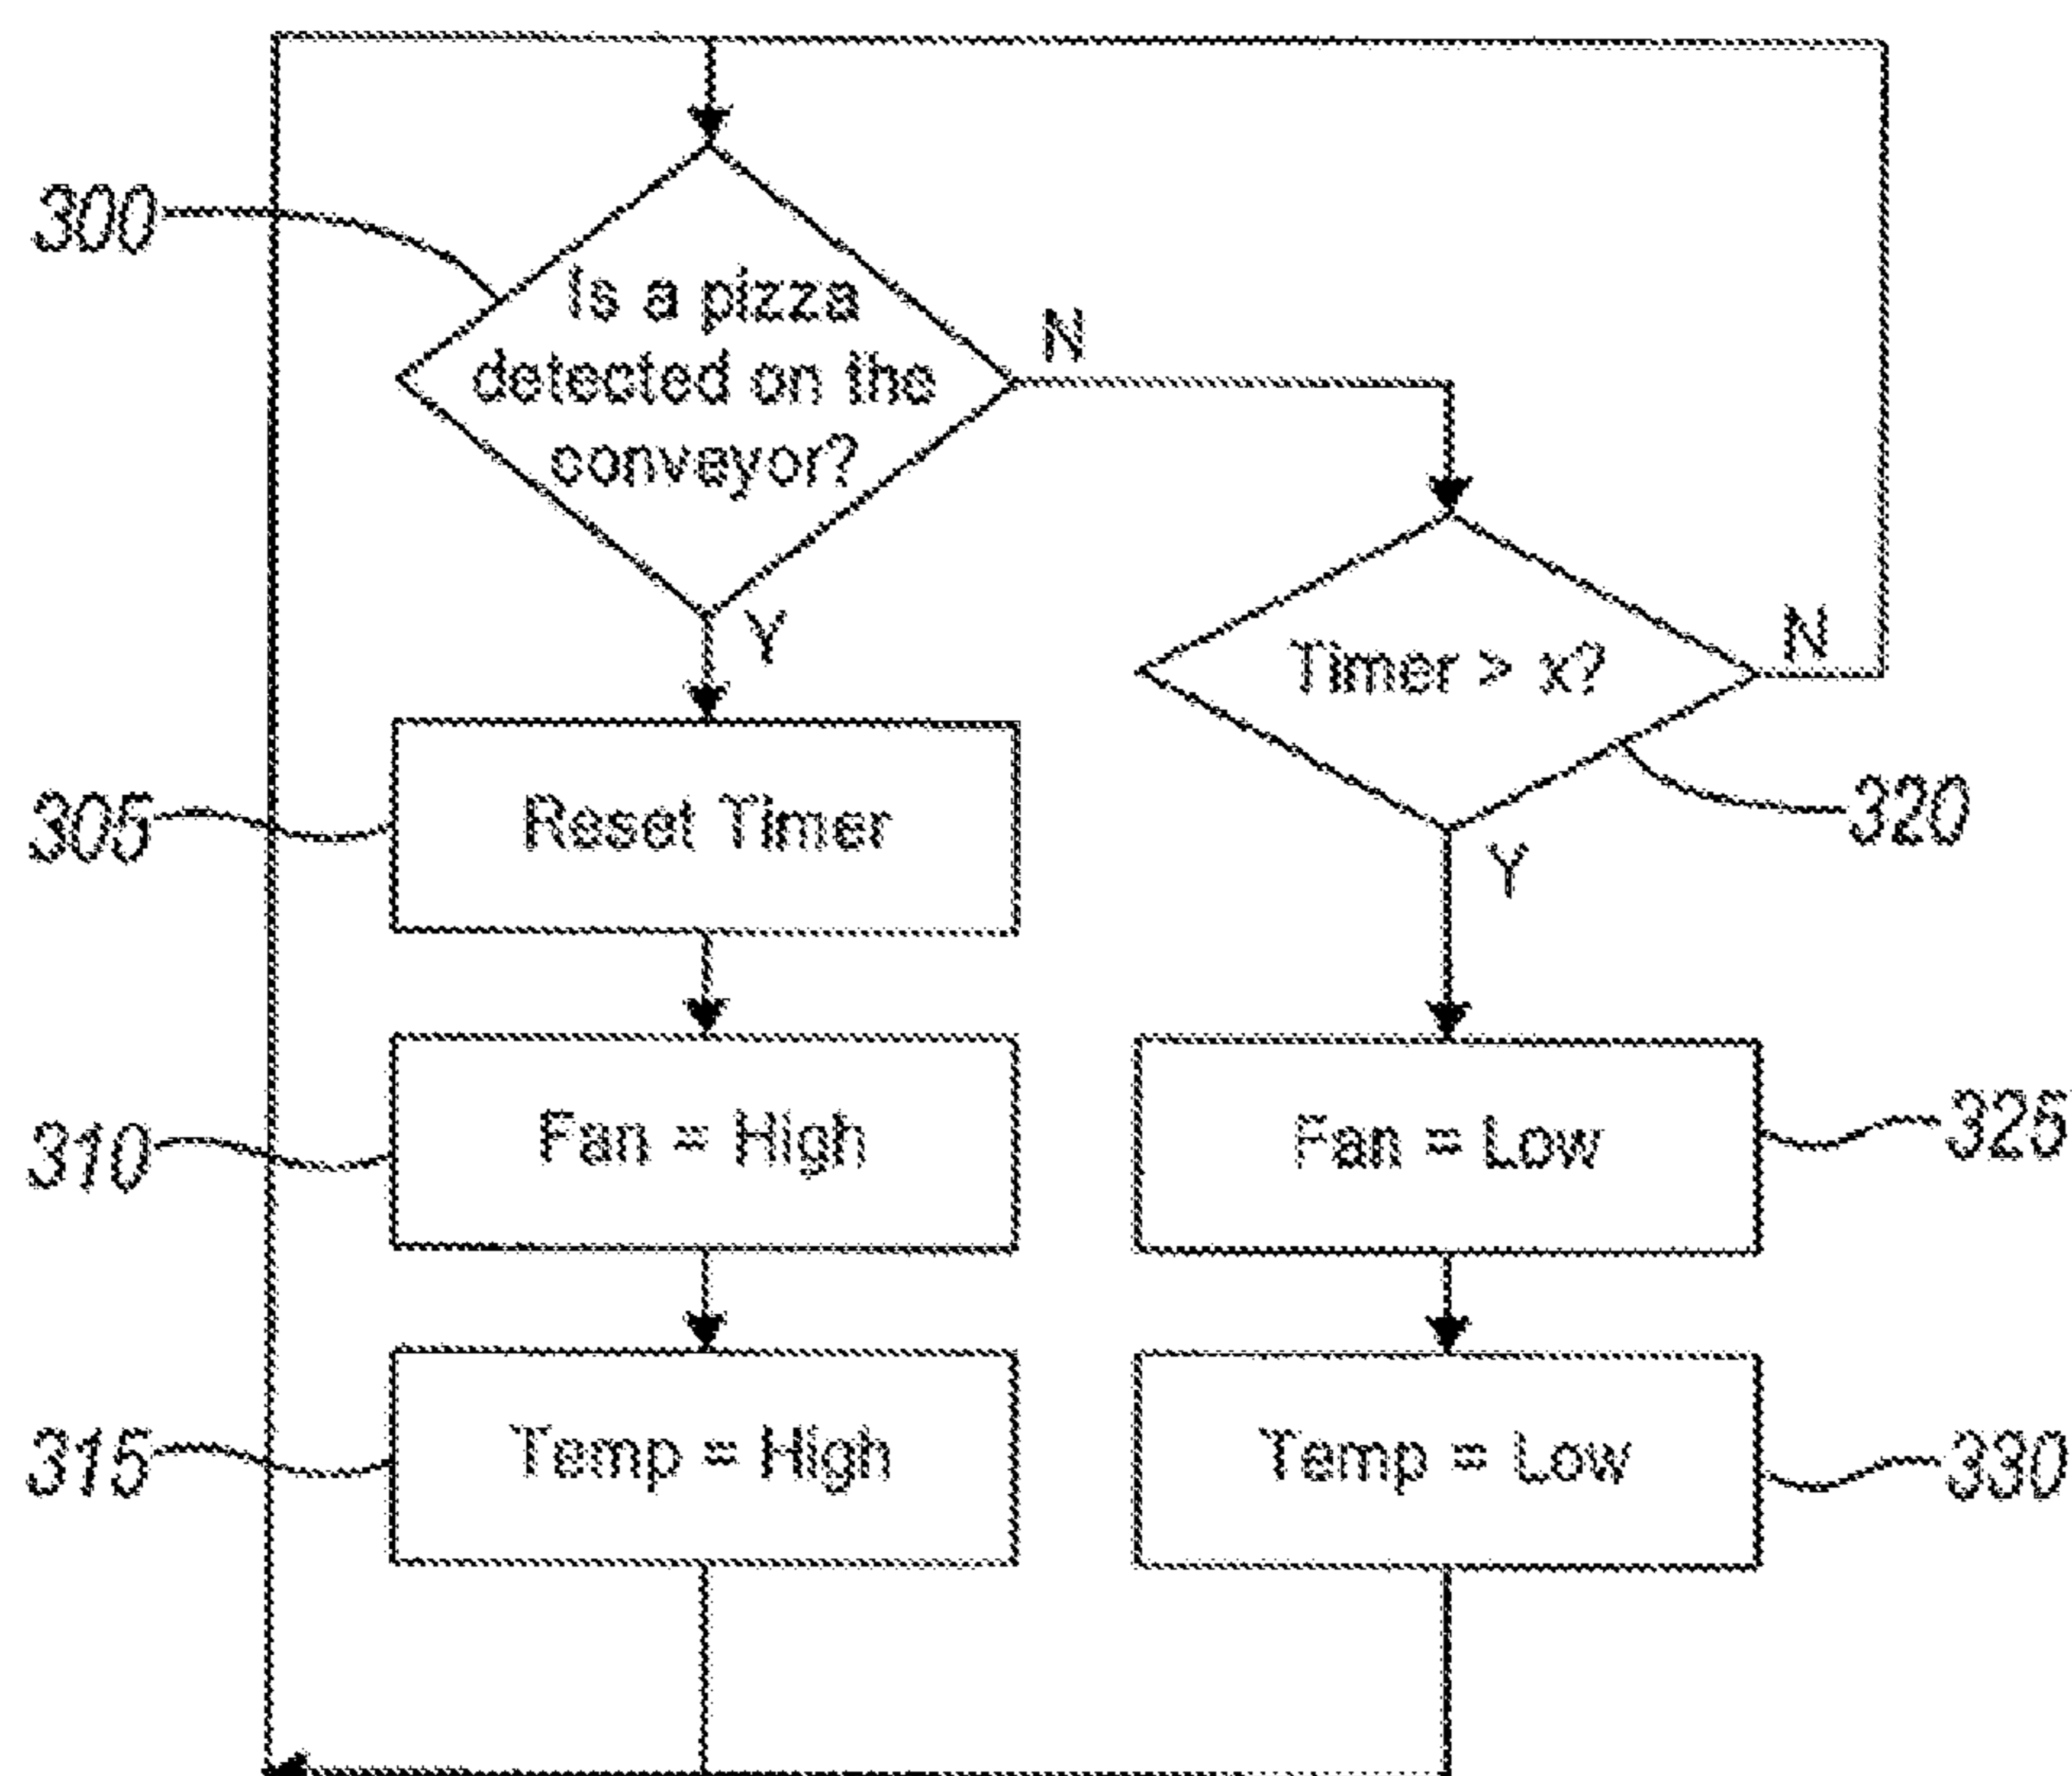 300
Is a pizza
detected on the
conveyor?
N
Y
Timer > x?
N
320
Y
305
Reset Timer
310
Fan = High
Fan = Low
325
315
Temp = High
Temp = Low
330